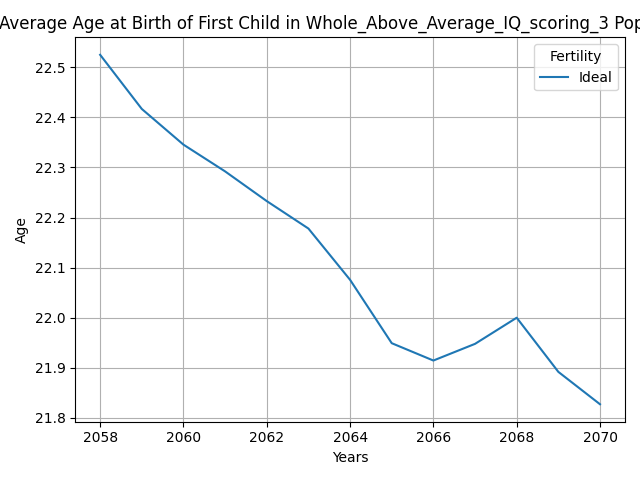 Average Age at Birth of First Child in Whole_Above_Average_IQ_scoring_3 Pop
Fertility
Ideal
22.5
22.4
22.3
22.2
22.1
22.0
21.9
21.8
Age
2058 2060 2062 2064 2066 2068 2070
Years